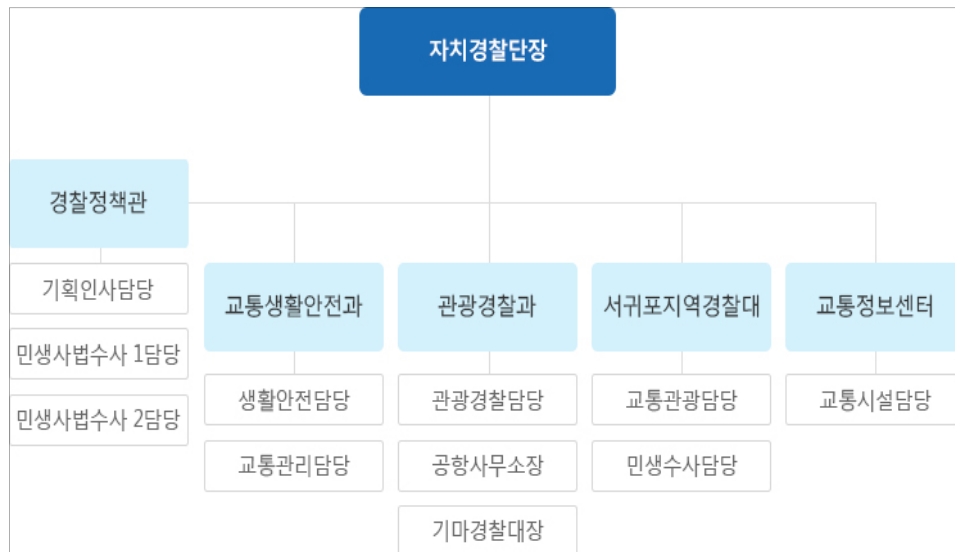 자치경찰단장
경찰정책관
기획인사담당
민생사법수사 1담당
민생사법수사 2담당
교통생활안전과
생활안전담당
교통관리담당
관광경찰과
관광경찰담당
공항사무소장
기마경찰대장
서귀포지역경찰대
교통관광담당
민생수사담당
교통정보센터
교통시설담당